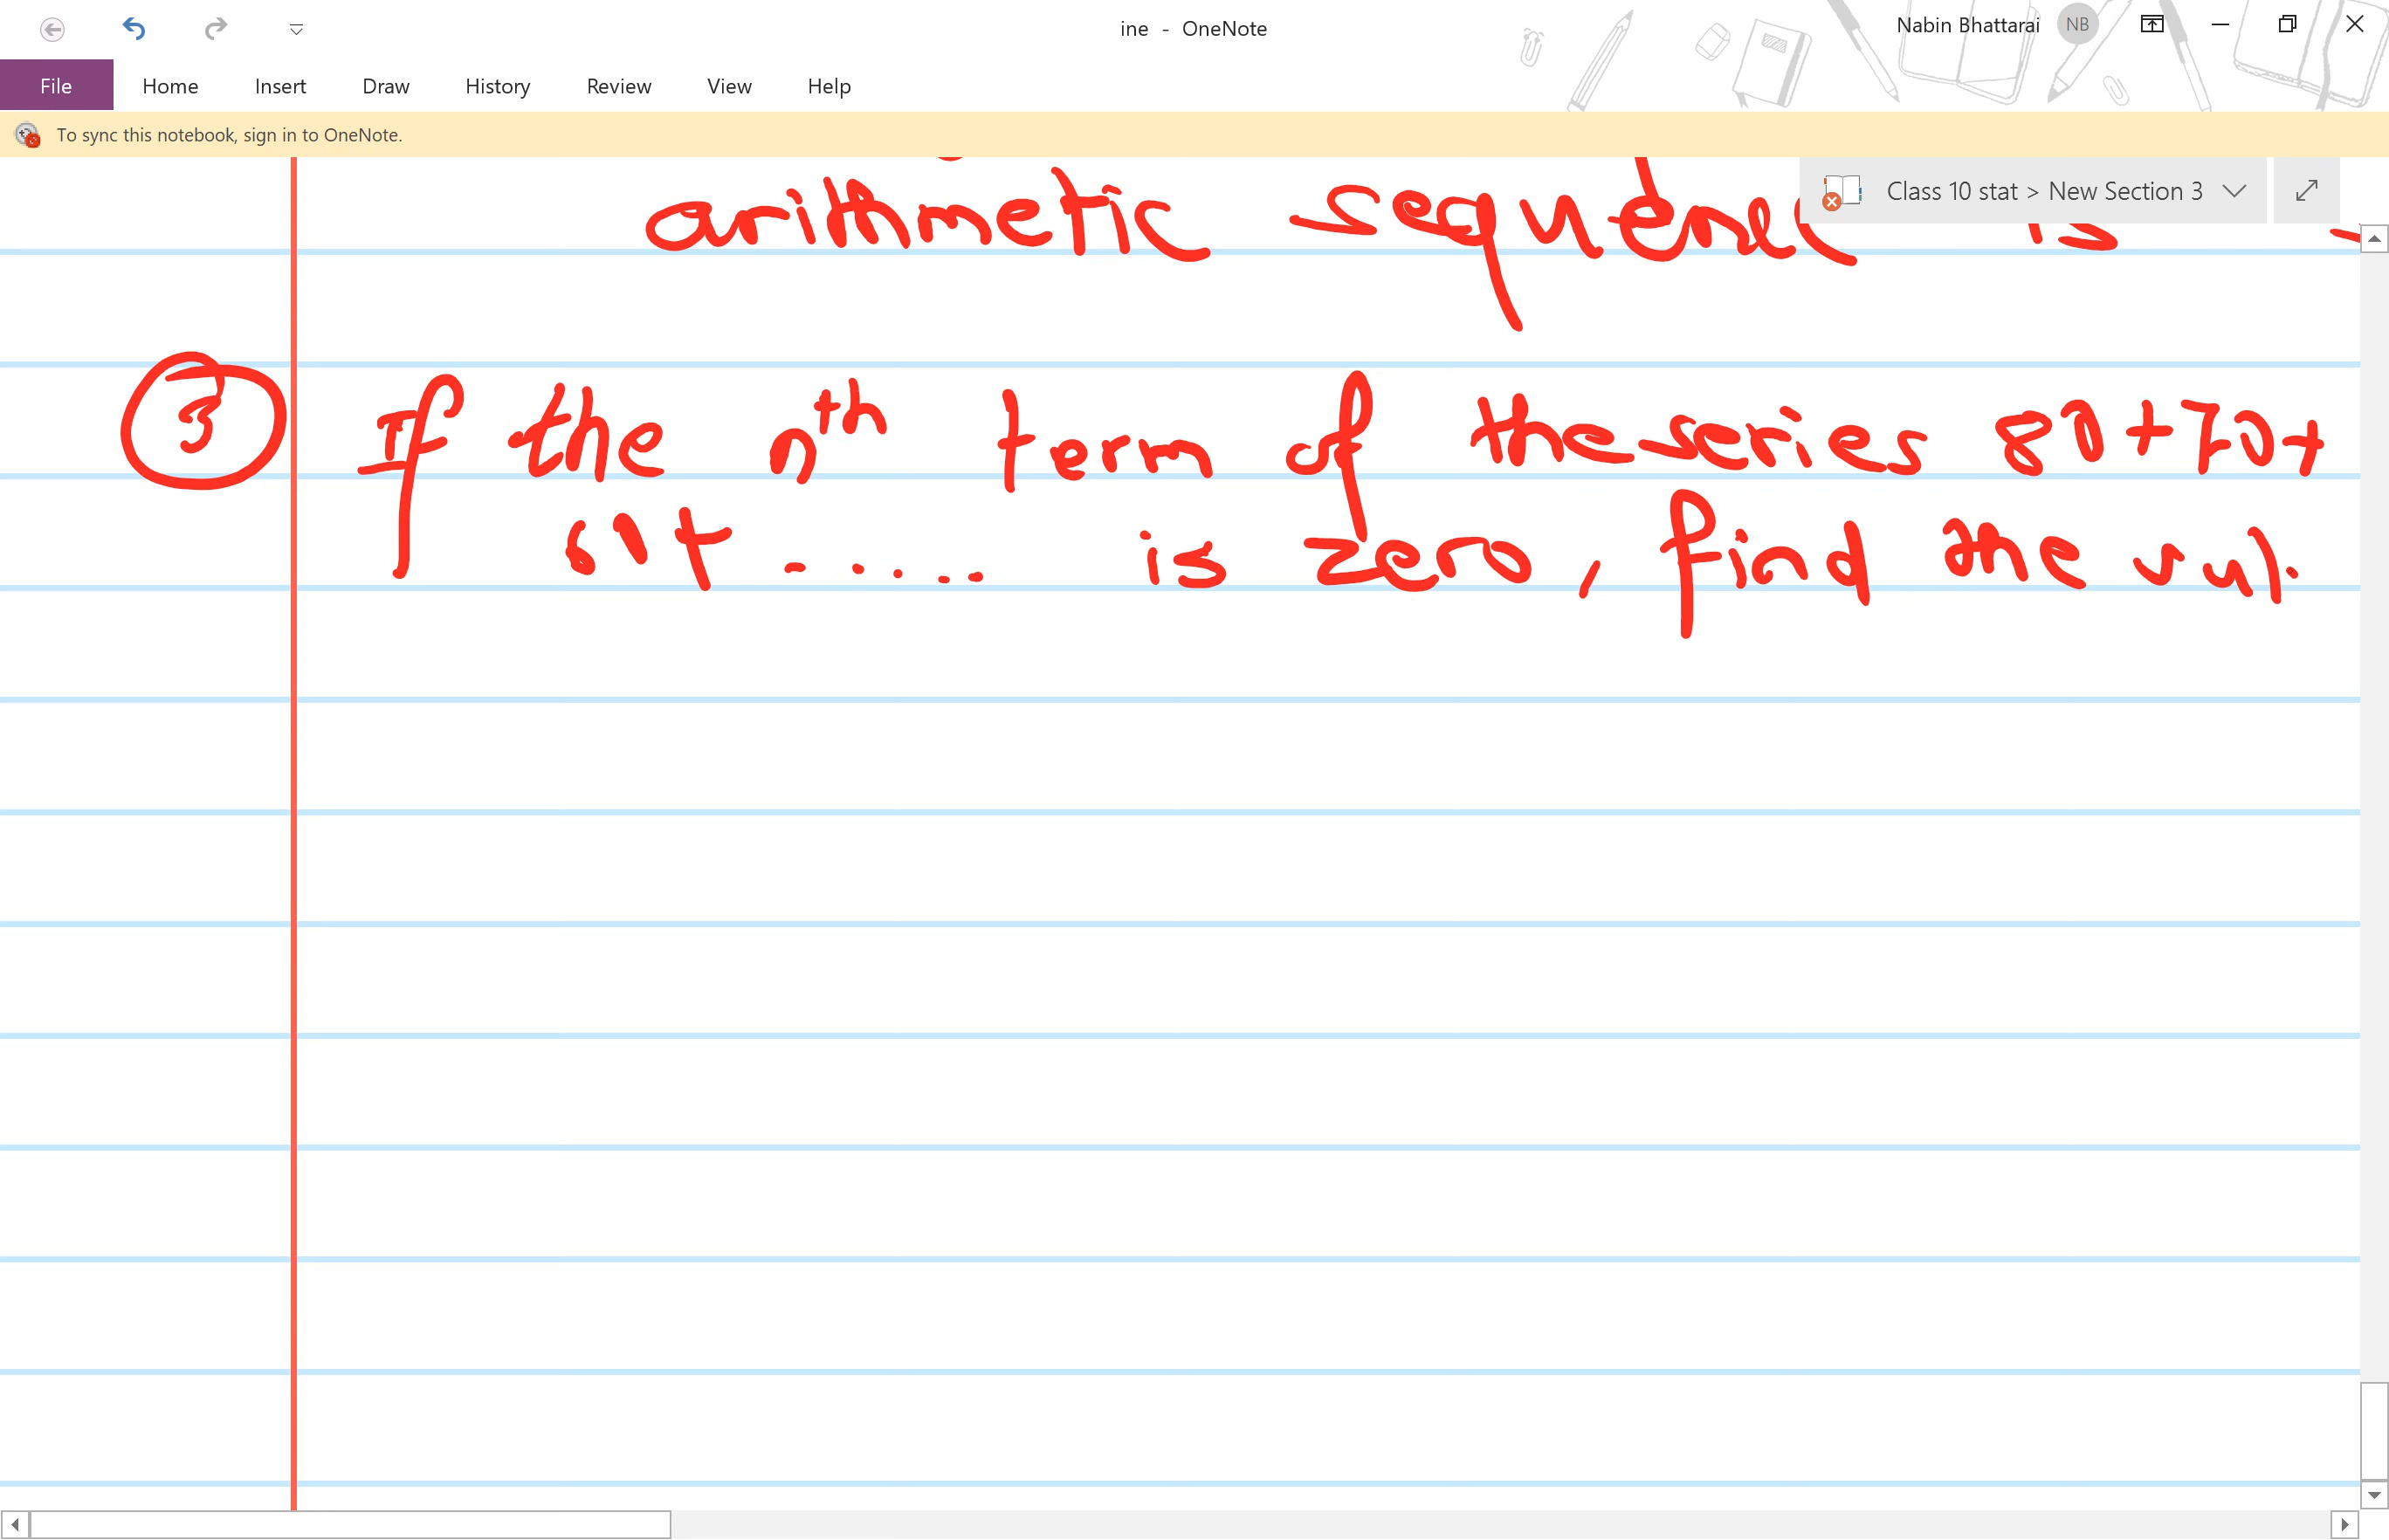 ine - OneNote
Nabin Bhattarai NB
File Home Insert Draw History Review View Help
To sync this notebook, sign in to OneNote.
Class 10 stat > New Section 3
arithmetic sequence is
3 If the nth term of the series 80+70+
60+ ..... is zero, find the val.